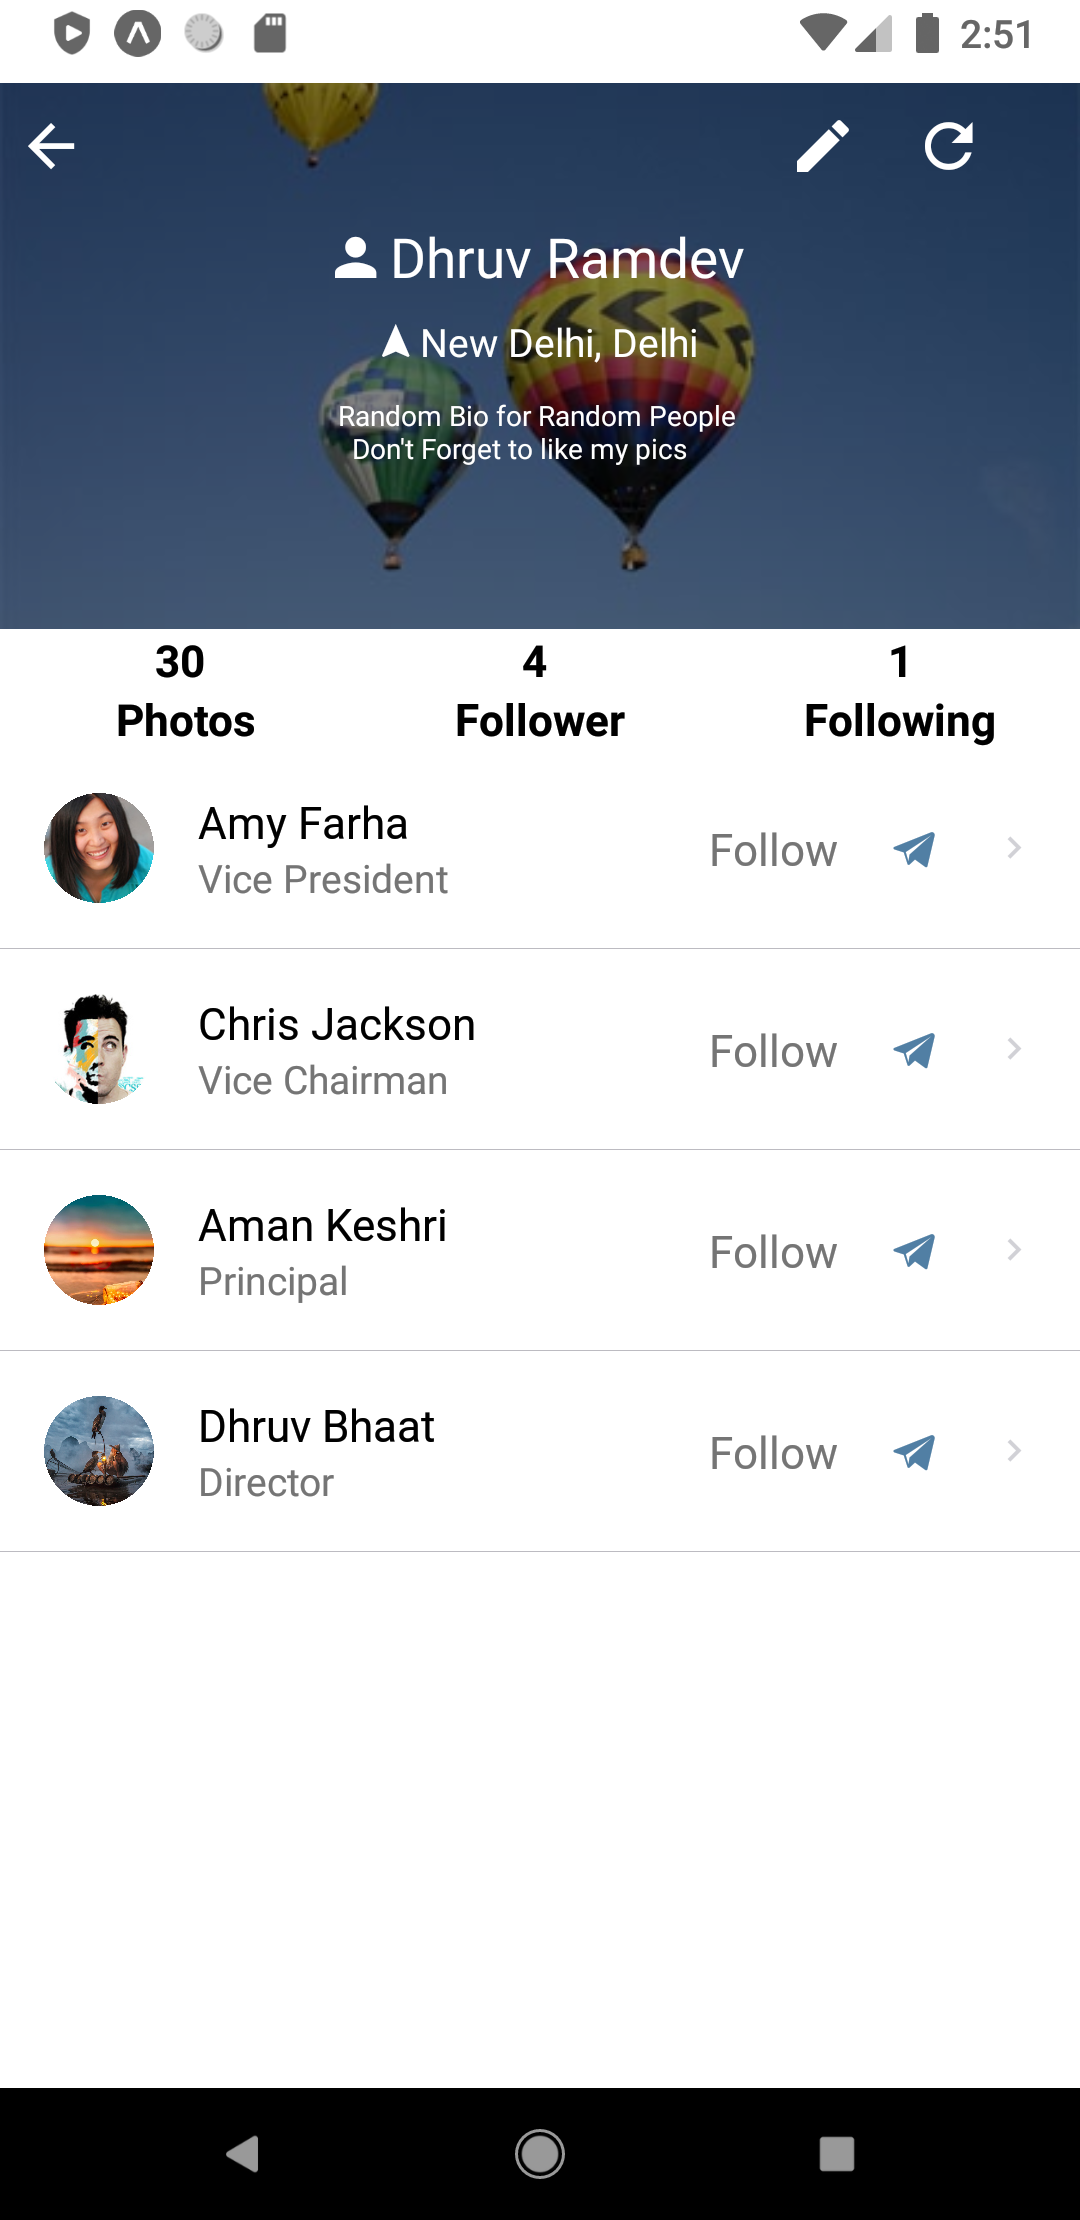 2:51
Dhruv Ramdev
New Delhi, Delhi
Random Bio for Random People
Don't Forget to like my pics
30 4 1
Photos Follower Following
Amy Farha
Vice President
Follow
Chris Jackson
Vice Chairman
Follow
Aman Keshri
Principal
Follow
Dhruv Bhaat
Director
Follow